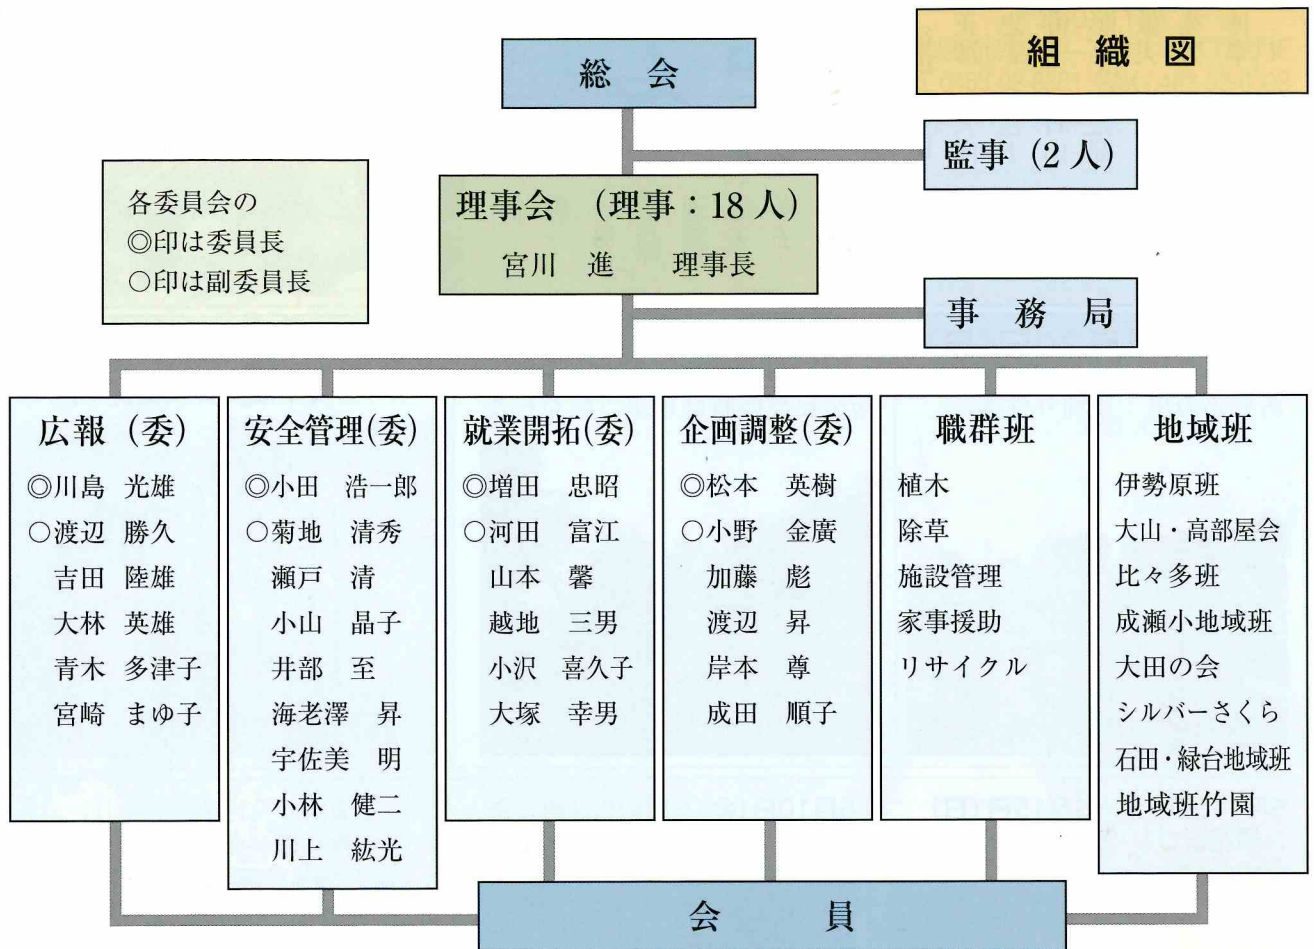 組織図
総会
監事（2人）
各委員会の
◎印は委員長
○印は副委員長
理事会　（理事：18人）
宮川　進　　理事長
事務局
広報（委）
◎川島　光雄
○渡辺　勝久
吉田　陸雄
大林　英雄
青木　多津子
宮崎　まゆ子
安全管理(委)
◎小田　浩一郎
○菊地　清秀
瀬戸　清
小山　晶子
井部　至
海老澤　昇
宇佐美　明
小林　健二
川上　紘光
就業開拓(委)
◎増田　忠昭
○河田　富江
山本　馨
越地　三男
小沢　喜久子
大塚　幸男
企画調整(委)
◎松本　英樹
○小野　金廣
加藤　彪
渡辺　昇
岸本　尊
成田　順子
職群班
植木
除草
施設管理
家事援助
リサイクル
地域班
伊勢原班
大山・高部屋会
比々多班
成瀬小地域班
大田の会
シルバーさくら
石田・緑台地域班
地域班竹園
会員